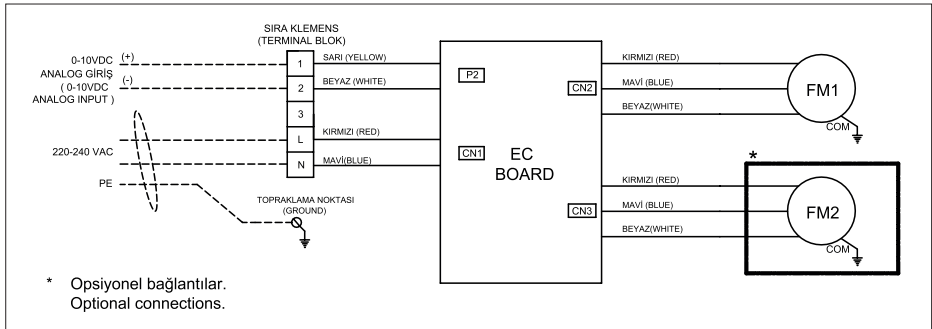 SIRA KLEMENS
(TERMINAL BLOK)
0-10VDC (+)
ANALOG GİRİŞ
( 0-10VDC (-)
ANALOG INPUT )
220-240 VAC
PE
1
2
3
L
N
SARI (YELLOW)
BEYAZ (WHITE)
KIRMIZI (RED)
MAVİ(BLUE)
TOPRAKLAMA NOKTASI
(GROUND)
P2
CN1
EC
BOARD
CN2
CN3
KIRMIZI (RED)
MAVİ (BLUE)
BEYAZ(WHITE)
FM1
COM
*
KIRMIZI (RED)
MAVİ (BLUE)
BEYAZ(WHITE)
FM2
COM
* Opsiyonel bağlantılar.
Optional connections.